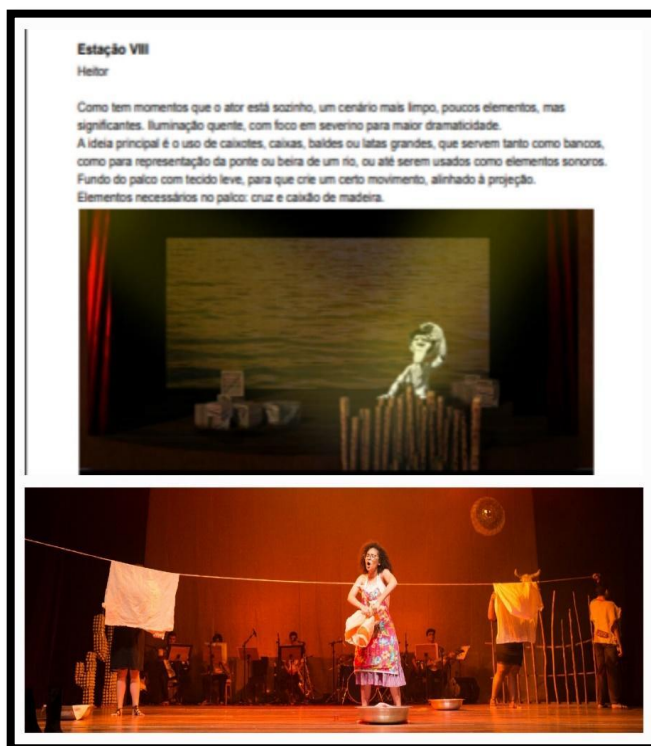 Estação VIII
Heitor
Como tem momentos que o ator está sozinho, um cenário mais limpo, poucos elementos, mas
significantes. Iluminação quente, com foco em severino para maior dramaticidade.
A ideia principal é o uso de caixotes, caixas, baldes ou latas grandes, que servem tanto como bancos,
como para representação da ponte ou beira de um rio, ou até serem usados como elementos sonoros.
Fundo do palco com tecido leve, para que crie um certo movimento, alinhado à projeção.
Elementos necessários no palco: cruz e caixão de madeira.